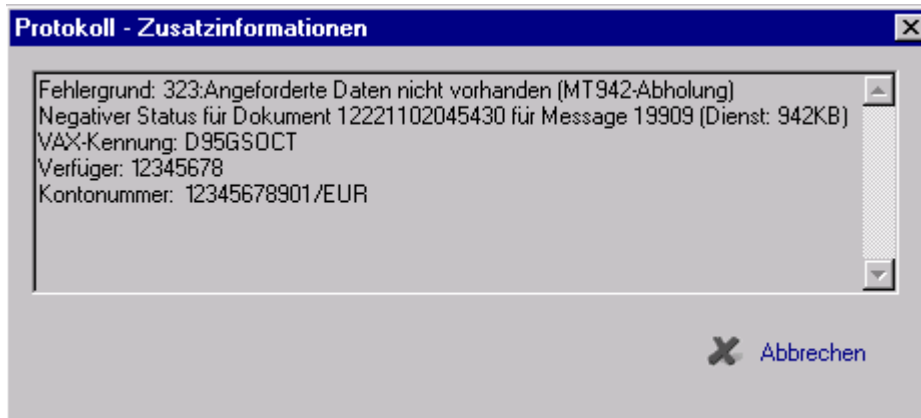 Protokoll - Zusatzinformationen
Fehlergrund: 323:Angeforderte Daten nicht vorhanden (MT942-Abholung)
Negativer Status für Dokument 12221102045430 für Message 19909 (Dienst: 942KB)
VAX-Kennung: D95GSOCT
Verfüger: 12345678
Kontonummer: 12345678901/EUR
Abbrechen